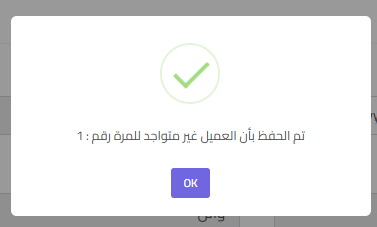 تم الحفظ بأن العميل غير متواجد للمرة رقم : 1
OK